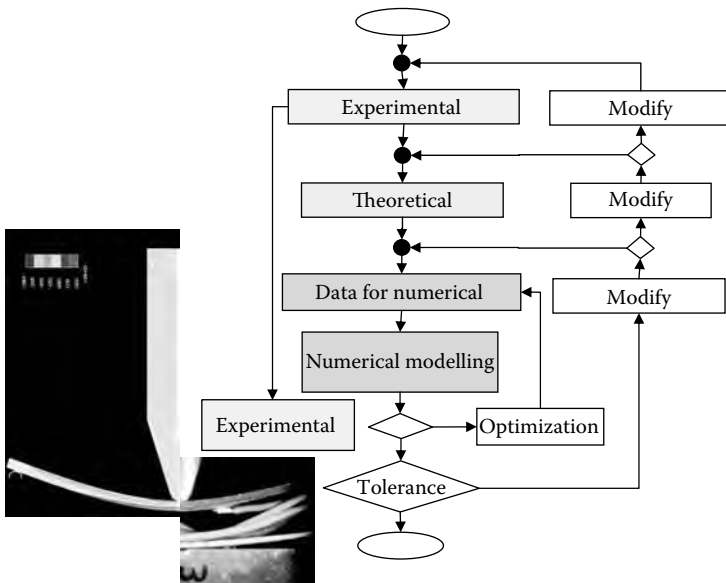 Experimental
Modify
Theoretical
Modify
Data for numerical
Modify
Numerical modelling
Experimental
Optimization
Tolerance